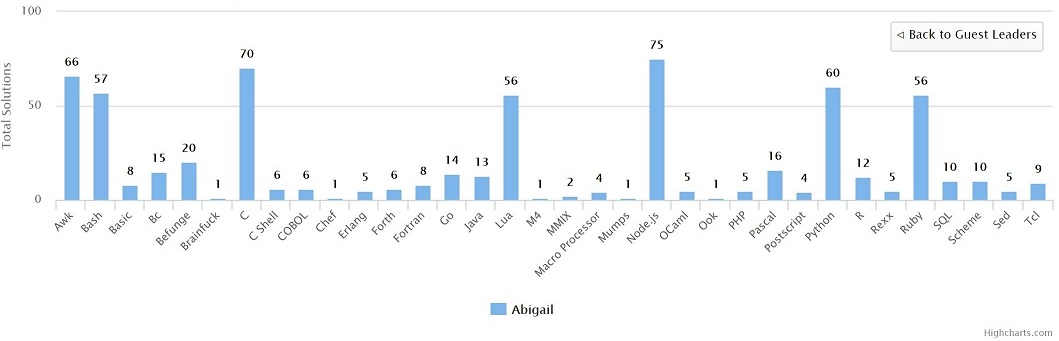 100
50
0
Total Solutions
◁ Back to Guest Leaders
66
57
8
15
20
1
70
6
6
1
5
6
8
14
13
56
1
2
4
1
75
5
1
5
16
4
60
12
5
56
10
10
5
9
Awk
Bash
Basic
Bc
Befunge
Brainfuck
C
C Shell
COBOL
Chef
Erlang
Forth
Fortran
Go
Java
Lua
M4
MMIX
Macro Processor
Mumps
Node.js
OCaml
Ook
PHP
Pascal
Postscript
Python
R
Rexx
Ruby
SQL
Scheme
Sed
Tcl
Abigail
Highcharts.com